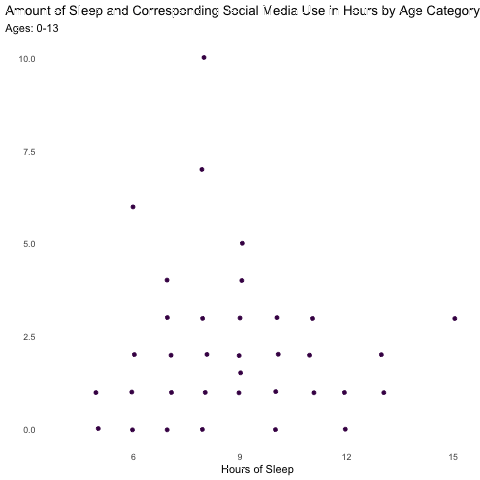 Amount of Sleep and Corresponding Social Media Use in Hours by Age Category
Ages: 0-13
10.0
7.5
5.0
2.5
0.0
6 9 12 15
Hours of Sleep